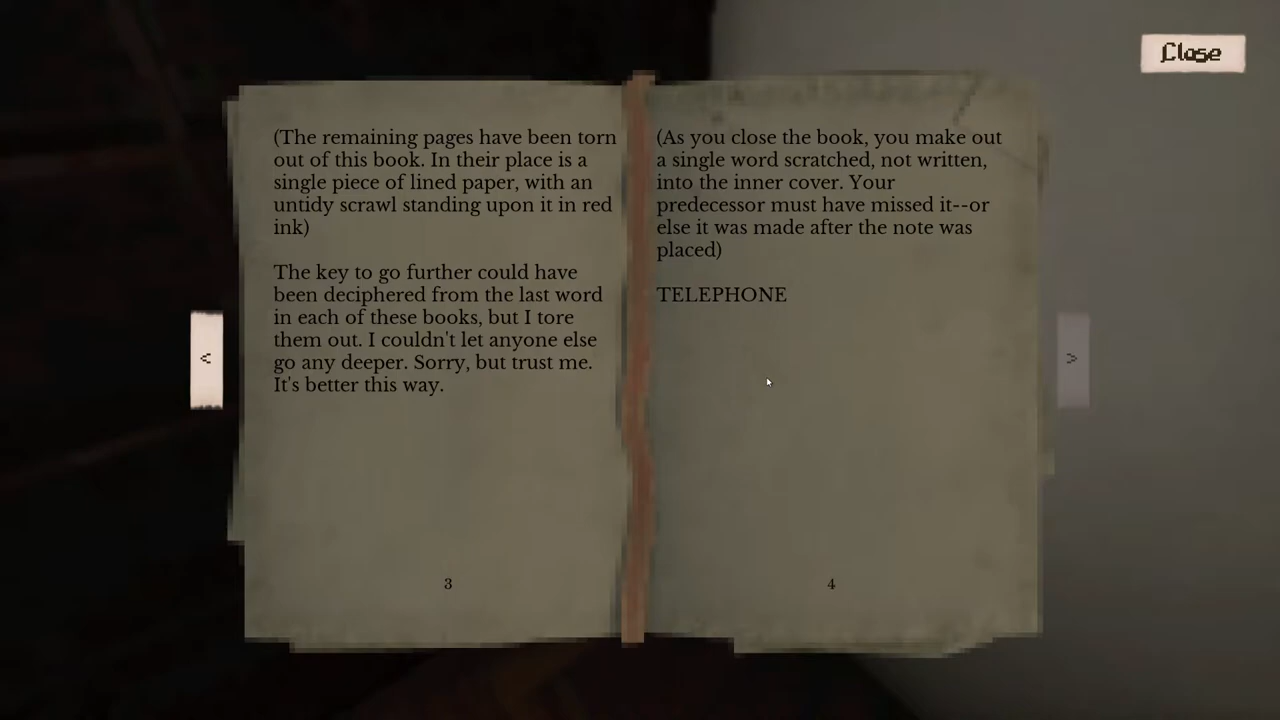 Close
(The remaining pages have been torn
out of this book. In their place is a
single piece of lined paper, with an
untidy scrawl standing upon it in red
ink)
The key to go further could have
been deciphered from the last word
in each of these books, but I tore
them out. I couldn't let anyone else
go any deeper. Sorry, but trust me.
It's better this way.
3
(As you close the book, you make out
a single word scratched, not written,
into the inner cover. Your
predecessor must have missed it--or
else it was made after the note was
placed)
TELEPHONE
4
<
>